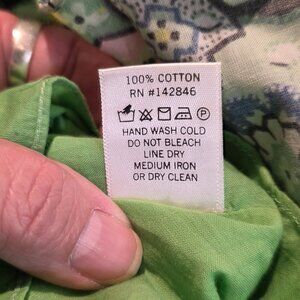 100% COTTON
RN #142846
HAND WASH COLD
DO NOT BLEACH
LINE DRY
MEDIUM IRON
OR DRY CLEAN